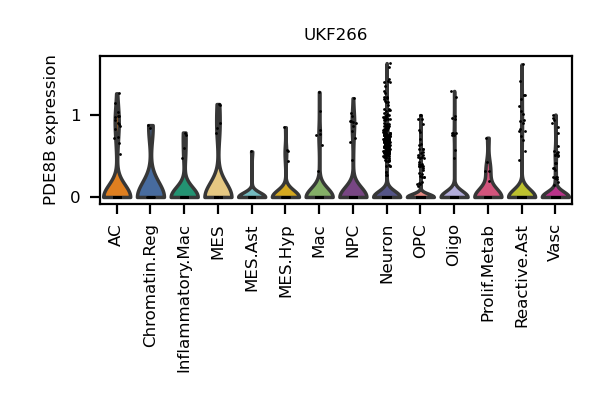 UKF266
PDE8B expression
1
0
AC
Chromatin.Reg
Inflammatory.Mac
MES
MES.Ast
MES.Hyp
Mac
NPC
Neuron
OPC
Oligo
Prolif.Metab
Reactive.Ast
Vasc